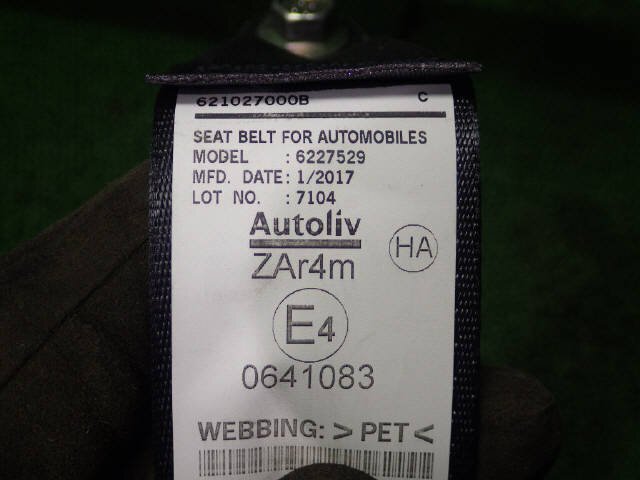 621027000B C
SEAT BELT FOR AUTOMOBILES
MODEL : 6227529
MFD. DATE: 1/2017
LOT NO. : 7104
Autoliv
HA
ZAr4m
E4
0641083
WEBBING: > PET <